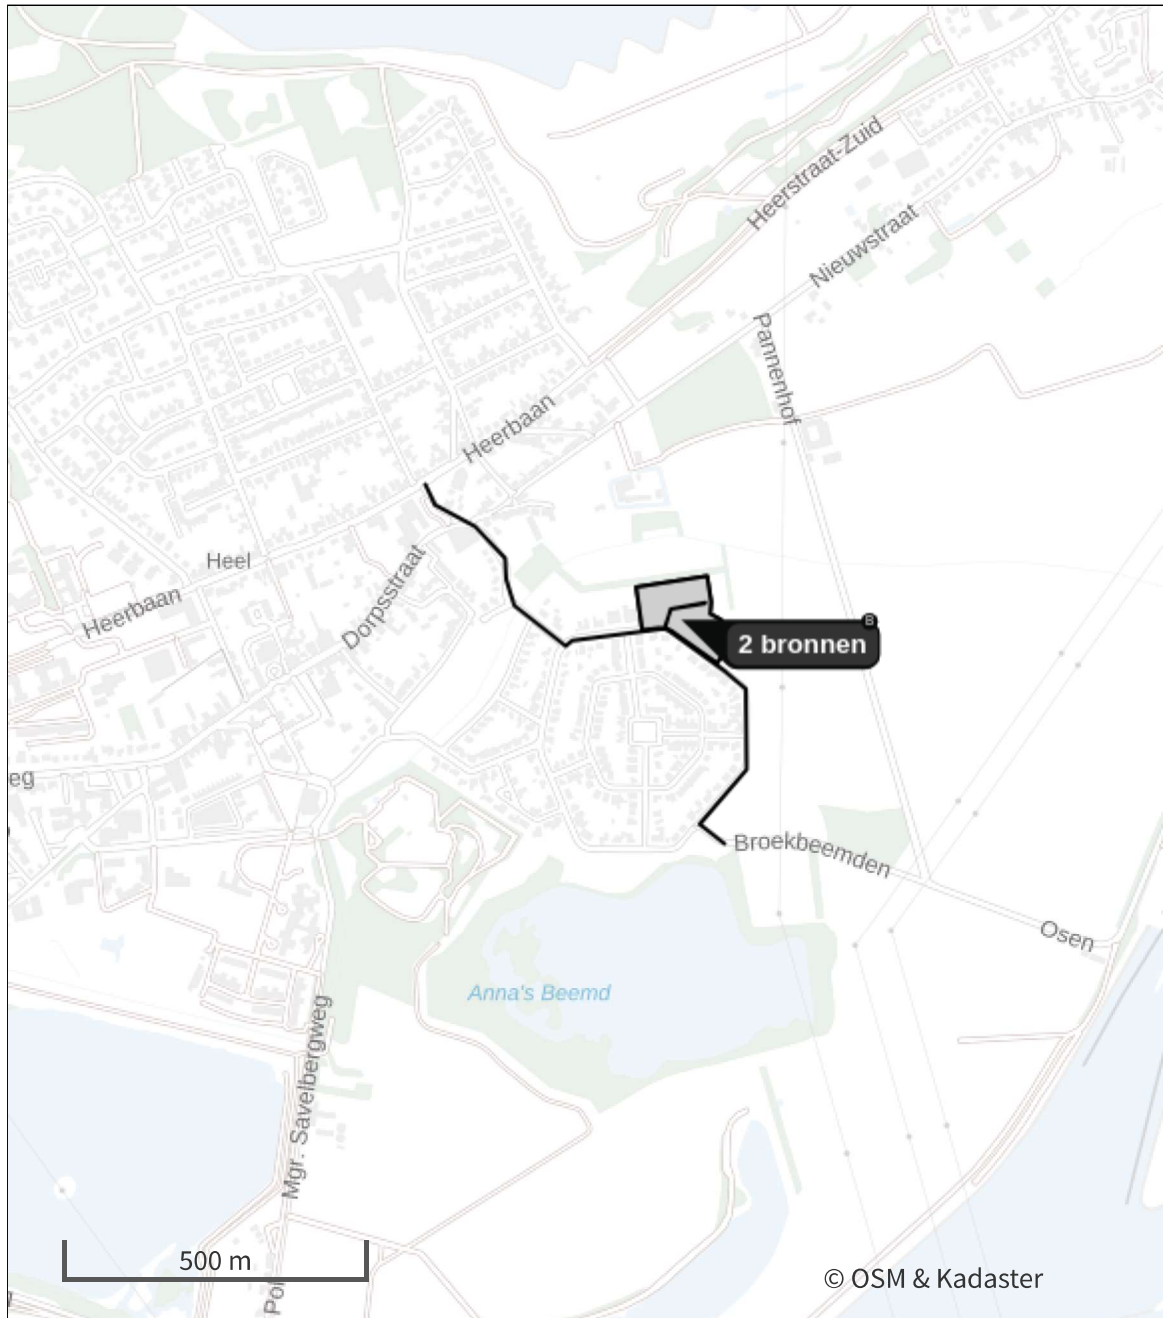 Heerstraat-Zuid
Nieuwstraat
Pannenhof
Heerbaan
Heel
Heerbaan
Dorpsstraat
B
2 bronnen
eg
Broekbeemden
Osen
Anna's Beemd
Mgr. Savelbergweg
Pol
500 m
© OSM & Kadaster